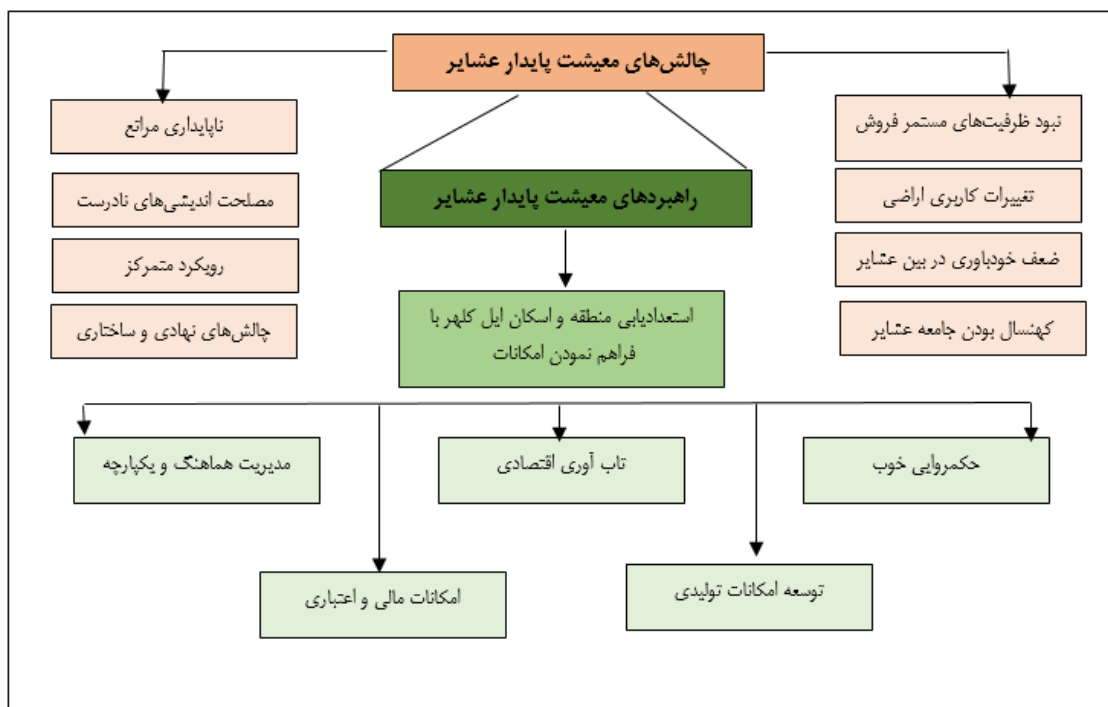 چالش‌های معیشت پایدار عشایر
نبود ظرفیت‌های مستمر فروش
تغییرات کاربری اراضی
ضعف خودباوری در بین عشایر
کهنسال بودن جامعه عشایر
ناپایداری مراتع
مصلحت اندیشی‌های نادرست
رویکرد متمرکز
چالش‌های نهادی و ساختاری
راهبردهای معیشت پایدار عشایر
استعدادیابی منطقه و اسکان ایل کلهر با
فراهم نمودن امکانات
حکمروایی خوب
تاب آوری اقتصادی
مدیریت هماهنگ و یکپارچه
توسعه امکانات تولیدی
امکانات مالی و اعتباری